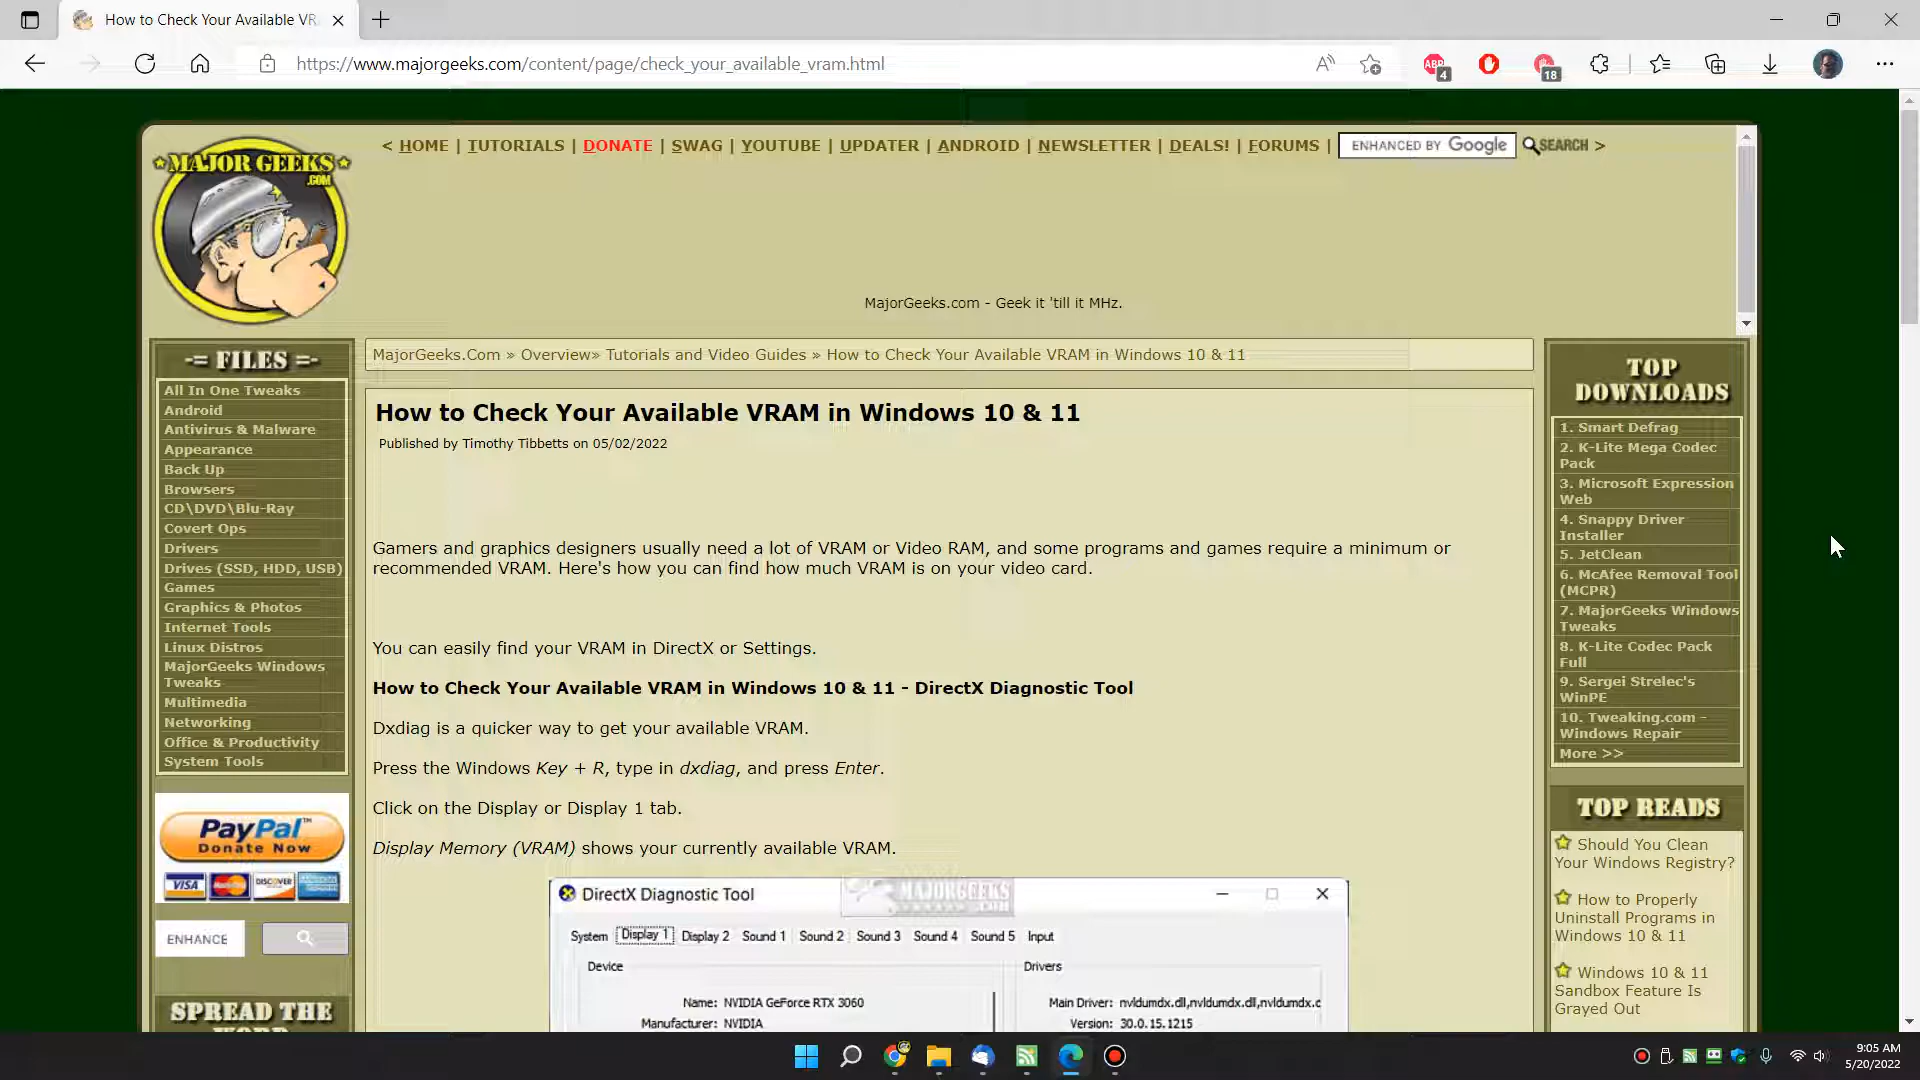 How to Check Your Available VR
https://www.majorgeeks.com/content/page/check_your_available_vram.html
ABP
4
18
MAJOR GEEKS
.COM
< HOME | TUTORIALS | DONATE | SWAG | YOUTUBE | UPDATER | ANDROID | NEWSLETTER | DEALS! | FORUMS | ENHANCED BY Google SEARCH >
MajorGeeks.com - Geek it 'till it MHz.
-= FILES =-
All In One Tweaks
Android
Antivirus & Malware
Appearance
Back Up
Browsers
CD\DVD\Blu-Ray
Covert Ops
Drivers
Drives (SSD, HDD, USB)
Games
Graphics & Photos
Internet Tools
Linux Distros
MajorGeeks Windows
Tweaks
Multimedia
Networking
Office & Productivity
System Tools
PayPal™
Donate Now
VISA
MasterCard
DISCOVER
ENHANCE
SPREAD THE
WORD
MajorGeeks.Com » Overview» Tutorials and Video Guides » How to Check Your Available VRAM in Windows 10 & 11
How to Check Your Available VRAM in Windows 10 & 11
Published by Timothy Tibbetts on 05/02/2022
Gamers and graphics designers usually need a lot of VRAM or Video RAM, and some programs and games require a minimum or
recommended VRAM. Here's how you can find how much VRAM is on your video card.
You can easily find your VRAM in DirectX or Settings.
How to Check Your Available VRAM in Windows 10 & 11 - DirectX Diagnostic Tool
Dxdiag is a quicker way to get your available VRAM.
Press the Windows Key + R, type in dxdiag, and press Enter.
Click on the Display or Display 1 tab.
Display Memory (VRAM) shows your currently available VRAM.
DirectX Diagnostic Tool
MAJORGEEKS
.COM
System Display 1 Display 2 Sound 1 Sound 2 Sound 3 Sound 4 Sound 5 Input
Device
Drivers
Name: NVIDIA GeForce RTX 3060
Main Driver: nvldumdx.dll,nvldumdx.dll,nvldumdx.c
Manufacturer: NVIDIA
Version: 30.0.15.1215
TOP
DOWNLOADS
1. Smart Defrag
2. K-Lite Mega Codec
Pack
3. Microsoft Expression
Web
4. Snappy Driver
Installer
5. JetClean
6. McAfee Removal Tool
(MCPR)
7. MajorGeeks Windows
Tweaks
8. K-Lite Codec Pack
Full
9. Sergei Strelec's
WinPE
10. Tweaking.com -
Windows Repair
More >>
TOP READS
Should You Clean
Your Windows Registry?
How to Properly
Uninstall Programs in
Windows 10 & 11
Windows 10 & 11
Sandbox Feature Is
Grayed Out
9:05 AM
5/20/2022